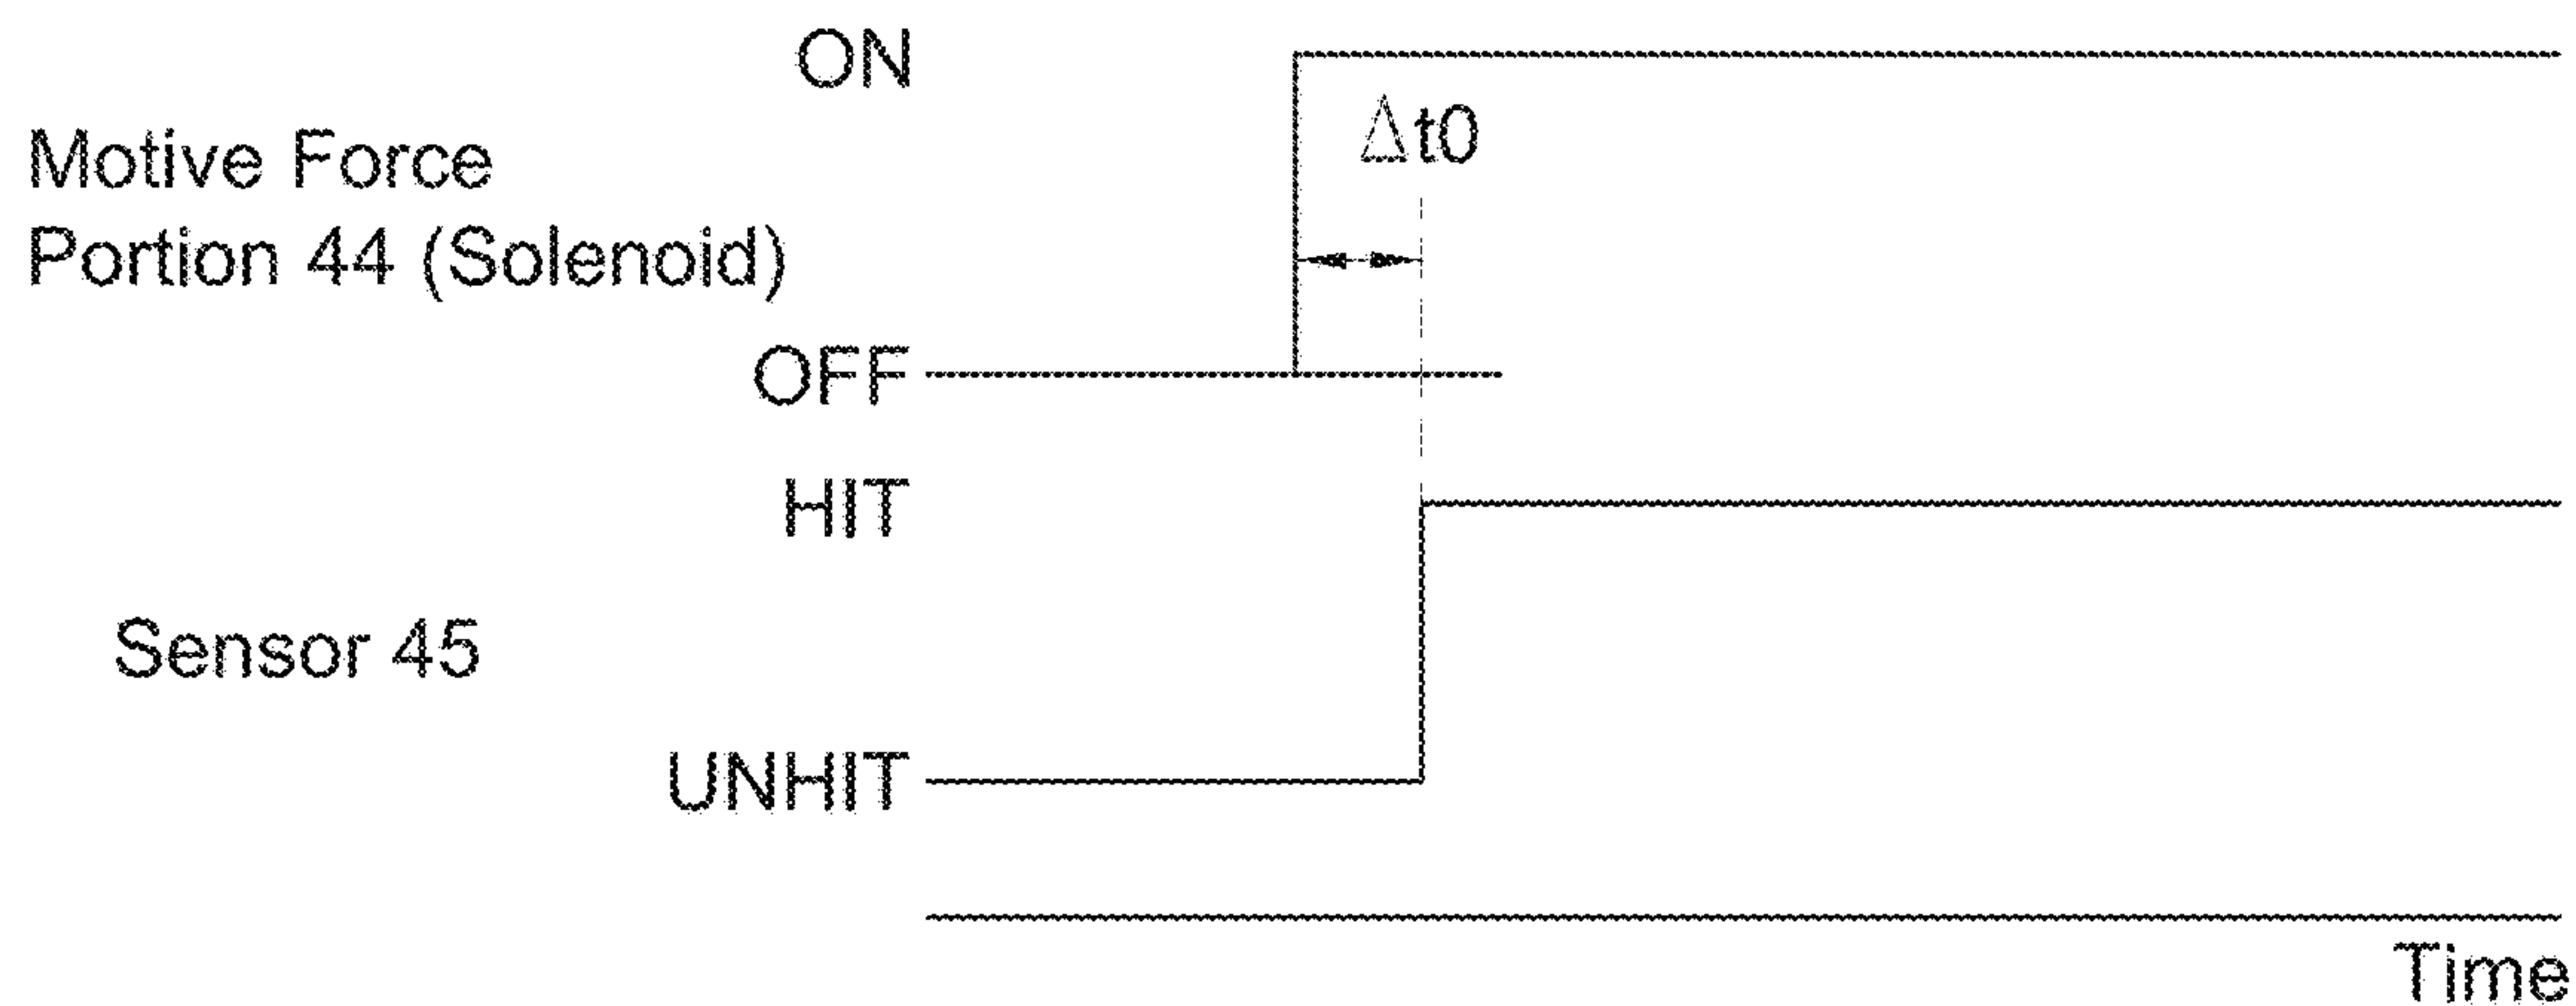 ON
Δt0
Motive Force
Portion 44 (Solenoid)
OFF
HIT
Sensor 45
UNHIT
Time